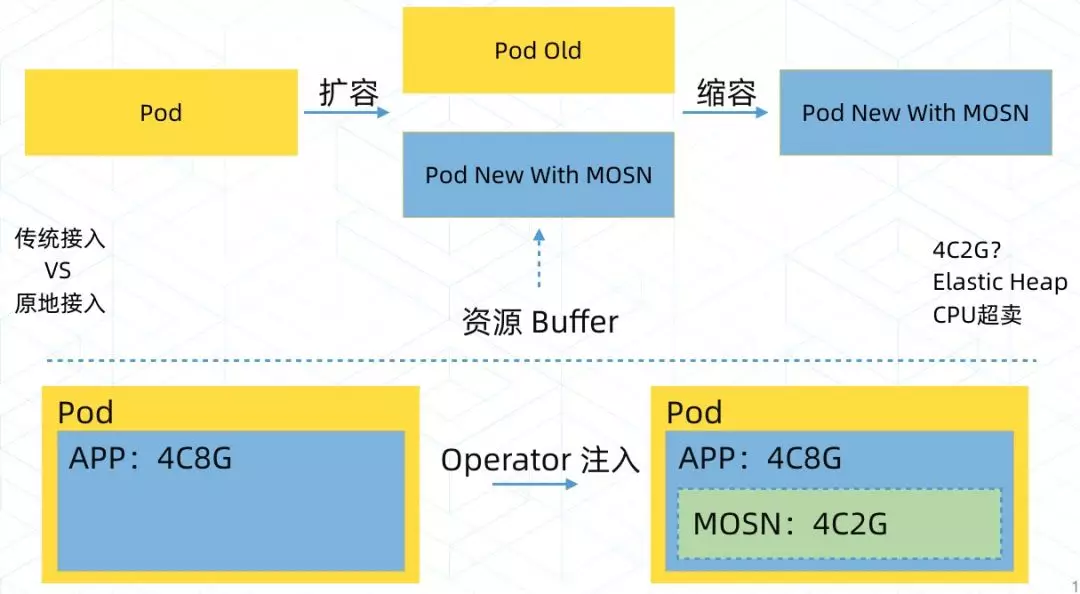 Pod
扩容
Pod Old
Pod New With MOSN
缩容
Pod New With MOSN
传统接入
VS
原地接入
资源 Buffer
4C2G?
Elastic Heap
CPU超卖
Pod
APP：4C8G
Operator 注入
Pod
APP：4C8G
MOSN：4C2G
1